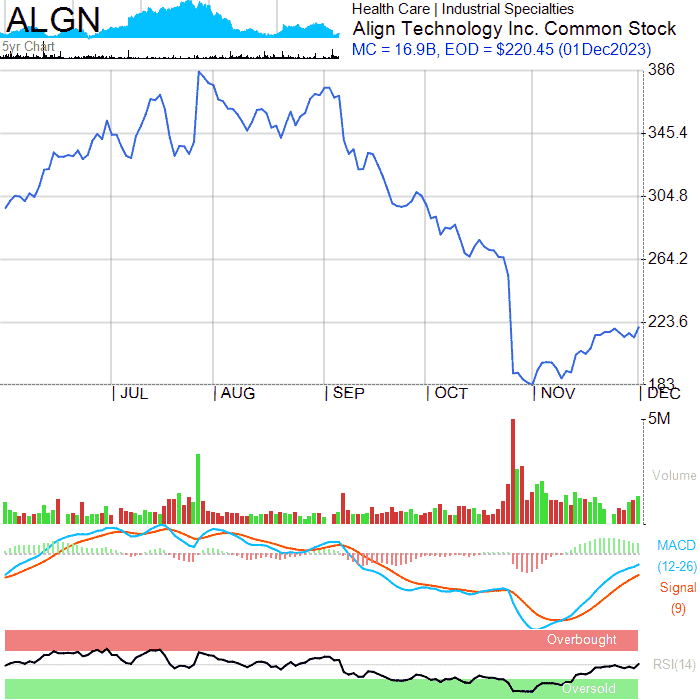 ALGN
5yr Chart
Health Care | Industrial Specialties
Align Technology Inc. Common Stock
MC = 16.9B, EOD = $220.45 (01Dec2023)
386
345.4
304.8
264.2
223.6
183
JUL AUG SEP OCT NOV DEC
5M
Volume
MACD
(12-26)
Signal
(9)
Overbought
RSI(14)
Oversold